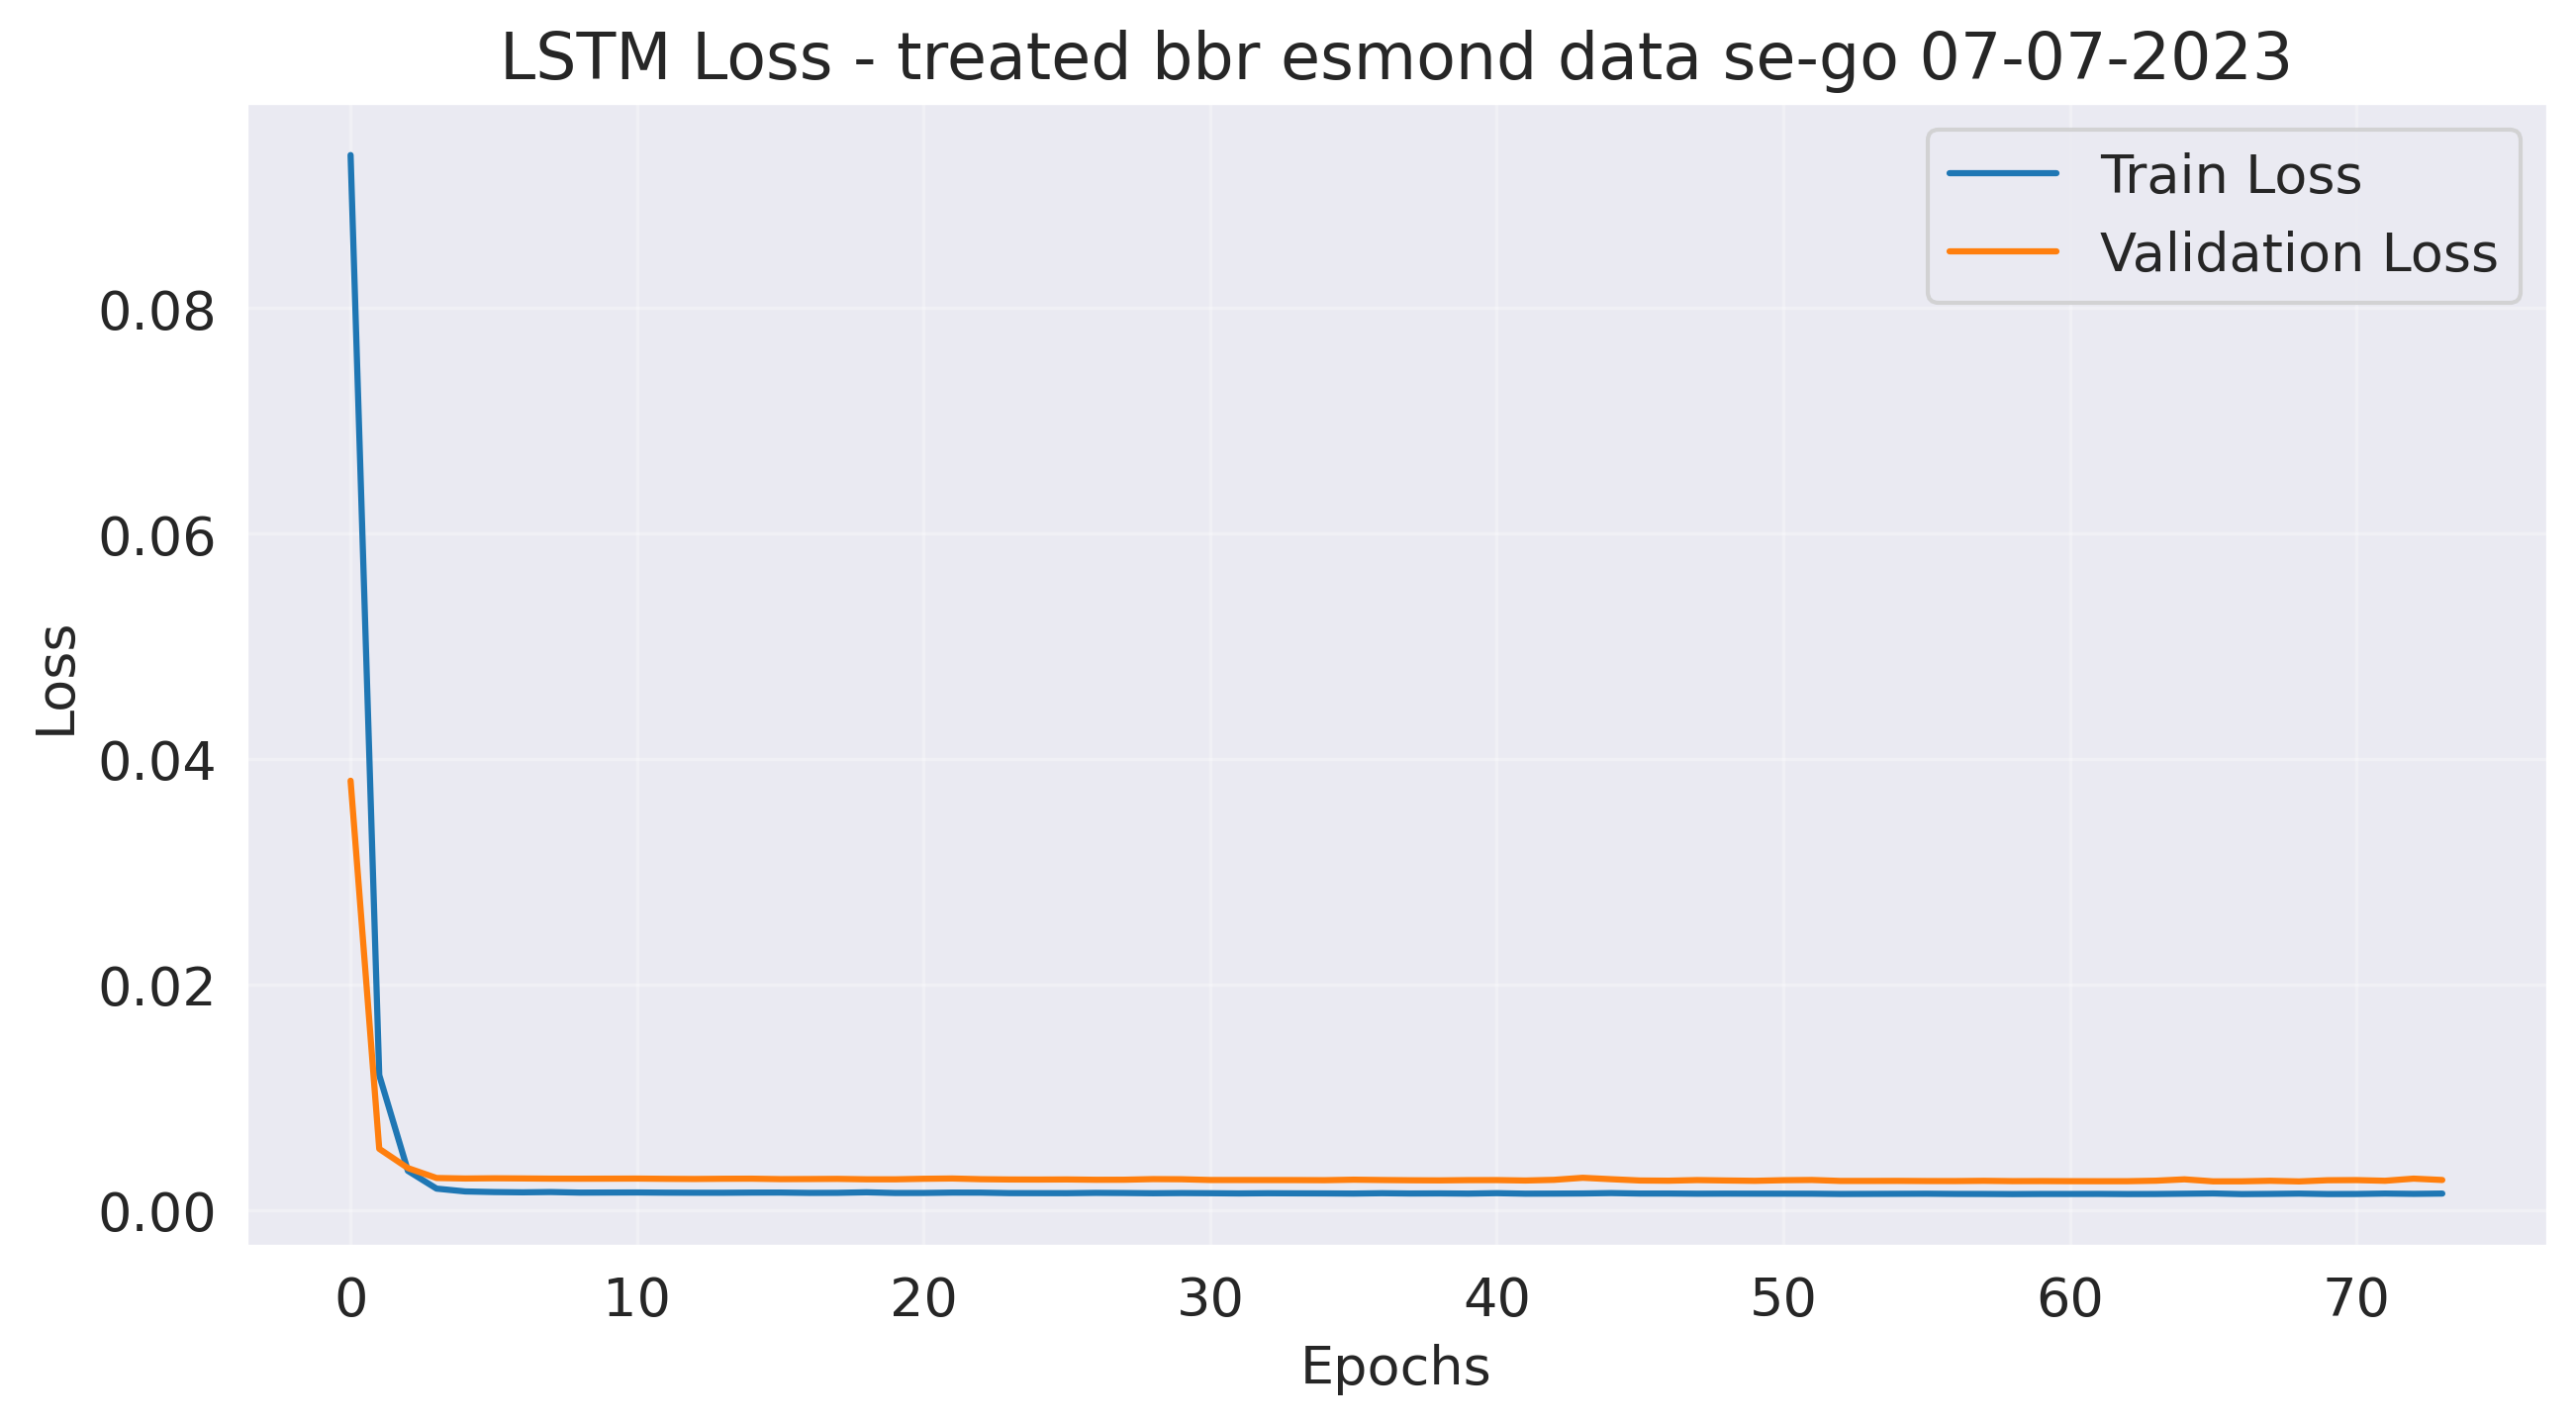 LSTM Loss - treated bbr esmond data se-go 07-07-2023
Train Loss
Validation Loss
Loss
0.08
0.06
0.04
0.02
0.00
0 10 20 30 40 50 60 70
Epochs